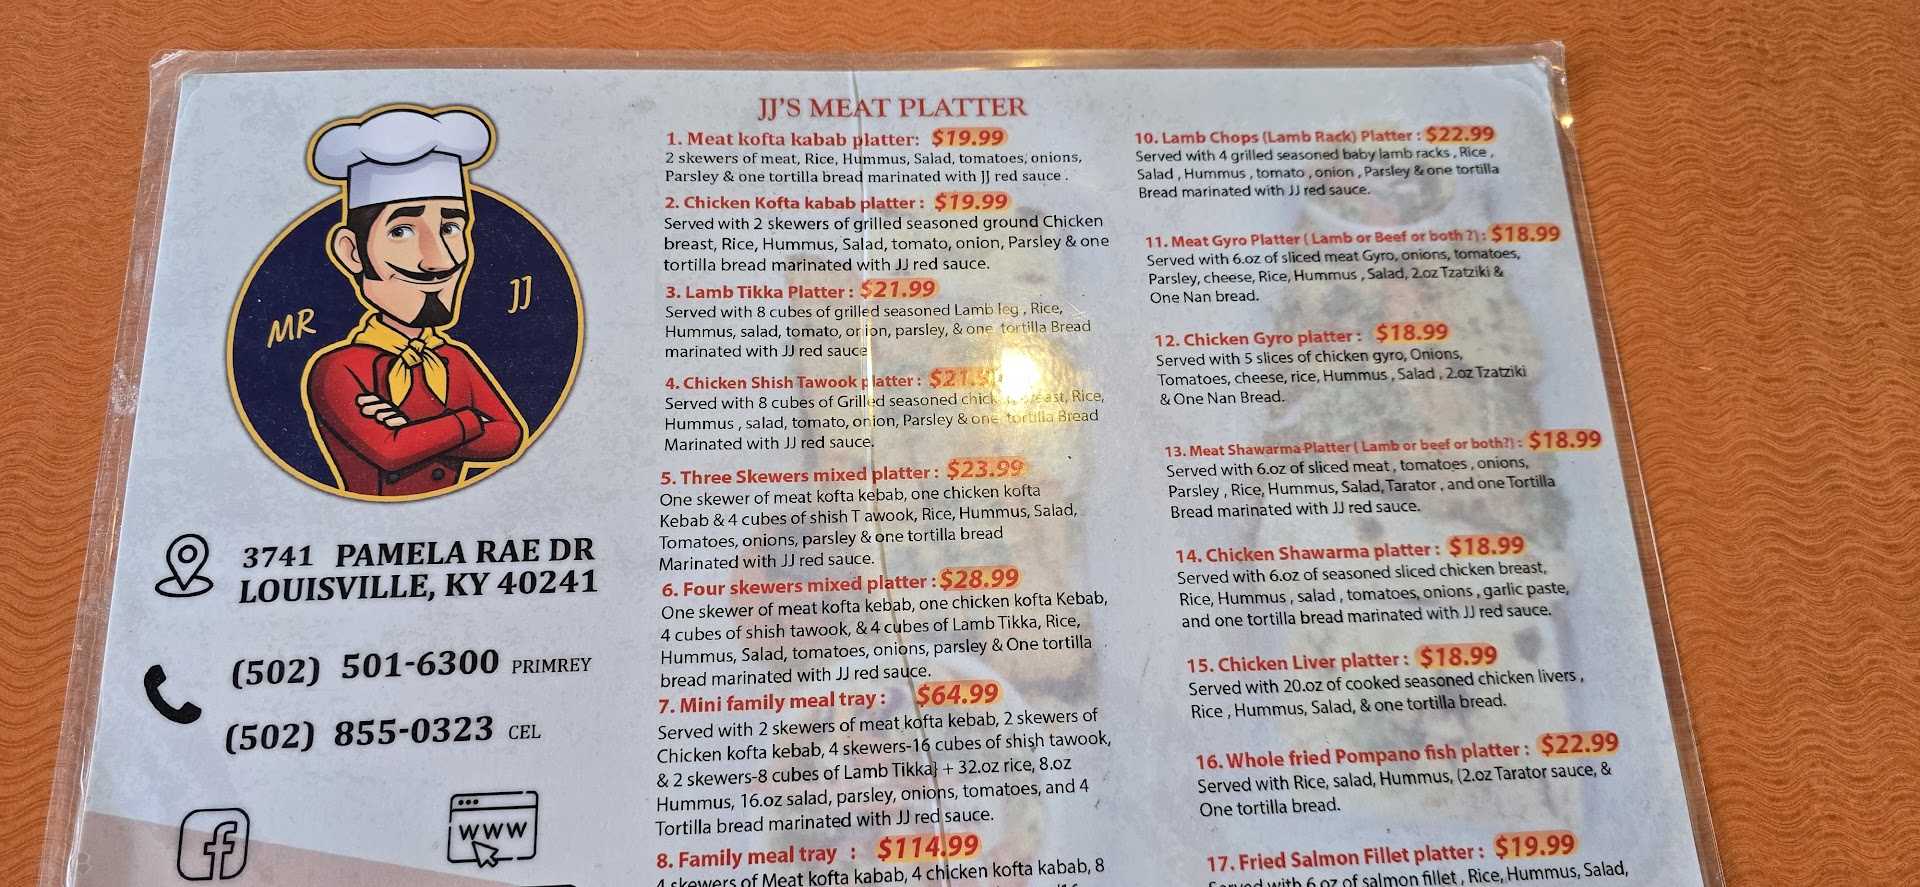 MR
JJ
3741 PAMELA RAE DR
LOUISVILLE, KY 40241
(502) 501-6300 PRIMREY
(502) 855-0323 CEL
f
WWW
JJ'S MEAT PLATTER
1. Meat kofta kabab platter: $19.99
2 skewers of meat, Rice, Hummus, Salad, tomatoes, onions,
Parsley & one tortilla bread marinated with JJ red sauce .
2. Chicken Kofta kabab platter : $19.99
Served with 2 skewers of grilled seasoned ground Chicken
breast, Rice, Hummus, Salad, tomato, onion, Parsley & one
tortilla bread marinated with JJ red sauce.
3. Lamb Tikka Platter : $21.99
Served with 8 cubes of grilled seasoned Lamb leg , Rice,
Hummus, salad, tomato, onion, parsley, & one tortilla Bread
marinated with JJ red sauce
4. Chicken Shish Tawook platter :
Served with 8 cubes of Grilled seasoned chicken breast, Rice,
Hummus , salad, tomato, onion, Parsley & one tortilla Bread
Marinated with JJ red sauce.
5. Three Skewers mixed platter : $23.99
One skewer of meat kofta kebab, one chicken kofta
Kebab & 4 cubes of shish T awook, Rice, Hummus, Salad,
Tomatoes, onions, parsley & one tortilla bread
Marinated with JJ red sauce.
6. Four skewers mixed platter : $28.99
One skewer of meat kofta kebab, one chicken kofta Kebab,
4 cubes of shish tawook, & 4 cubes of Lamb Tikka, Rice,
Hummus, Salad, tomatoes, onions, parsley & One tortilla
bread marinated with JJ red sauce.
7. Mini family meal tray : $64.99
Served with 2 skewers of meat kofta kebab, 2 skewers of
Chicken kofta kebab, 4 skewers-16 cubes of shish tawook,
& 2 skewers-8 cubes of Lamb Tikka} + 32.oz rice, 8.oz
Hummus, 16.oz salad, parsley, onions, tomatoes, and 4
Tortilla bread marinated with JJ red sauce.
8. Family meal tray : $114.99
4 skewers of Meat kofta kabab, 4 chicken kofta kabab, 8
10. Lamb Chops (Lamb Rack) Platter : $22.99
Served with 4 grilled seasoned baby lamb racks , Rice ,
Salad , Hummus , tomato , onion , Parsley & one tortilla
Bread marinated with JJ red sauce.
11. Meat Gyro Platter ( Lamb or Beef or both ?) : $18.99
Served with 6.oz of sliced meat Gyro, onions, tomatoes,
Parsley, cheese, Rice, Hummus , Salad, 2.oz Tzatziki &
One Nan bread.
12. Chicken Gyro platter : $18.99
Served with 5 slices of chicken gyro, Onions,
Tomatoes, cheese, rice, Hummus , Salad , 2.oz Tzatziki
& One Nan Bread.
13. Meat Shawarma Platter ( Lamb or beef or both?) : $18.99
Served with 6.oz of sliced meat , tomatoes , onions,
Parsley , Rice, Hummus, Salad, Tarator , and one Tortilla
Bread marinated with JJ red sauce.
14. Chicken Shawarma platter : $18.99
Served with 6.oz of seasoned sliced chicken breast,
Rice, Hummus , salad , tomatoes, onions , garlic paste,
and one tortilla bread marinated with JJ red sauce.
15. Chicken Liver platter : $18.99
Served with 20.oz of cooked seasoned chicken livers ,
Rice , Hummus, Salad, & one tortilla bread.
16. Whole fried Pompano fish platter : $22.99
Served with Rice, salad, Hummus, (2.oz Tarator sauce, &
One tortilla bread.
17. Fried Salmon Fillet platter : $19.99
Served with 6 oz of salmon fillet , Rice, Hummus, Salad,